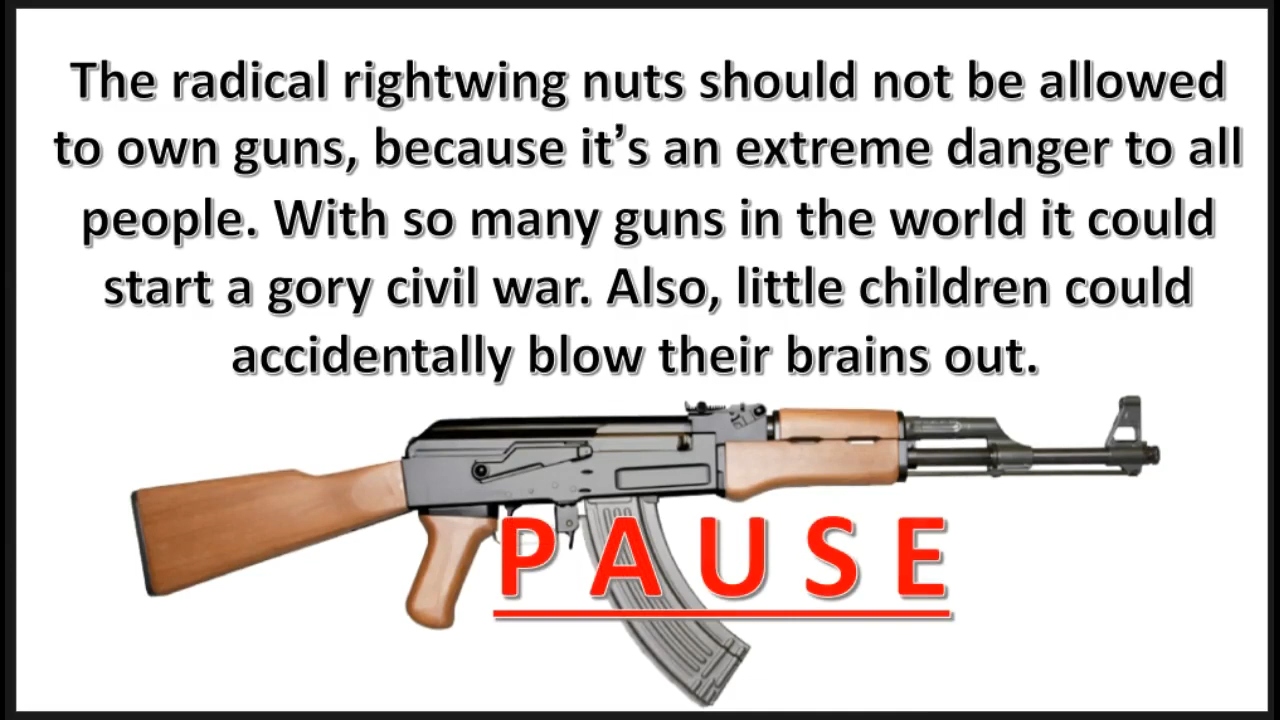 The radical rightwing nuts should not be allowed
to own guns, because it’s an extreme danger to all
people. With so many guns in the world it could
start a gory civil war. Also, little children could
accidentally blow their brains out.
PAUSE